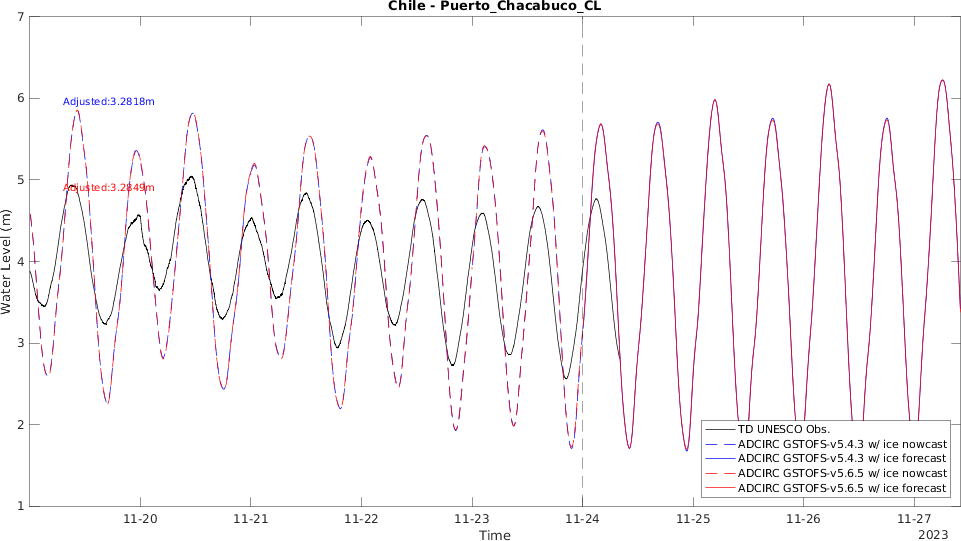 Chile - Puerto_Chacabuco_CL
7
6
5
4
3
2
1
Water Level (m)
Adjusted:3.2818m
Adjusted:3.2849m
TD UNESCO Obs.
ADCIRC GSTOFS-v5.4.3 w/ ice nowcast
ADCIRC GSTOFS-v5.4.3 w/ ice forecast
ADCIRC GSTOFS-v5.6.5 w/ ice nowcast
ADCIRC GSTOFS-v5.6.5 w/ ice forecast
11-20 11-21 11-22 11-23 11-24 11-25 11-26 11-27
Time
2023